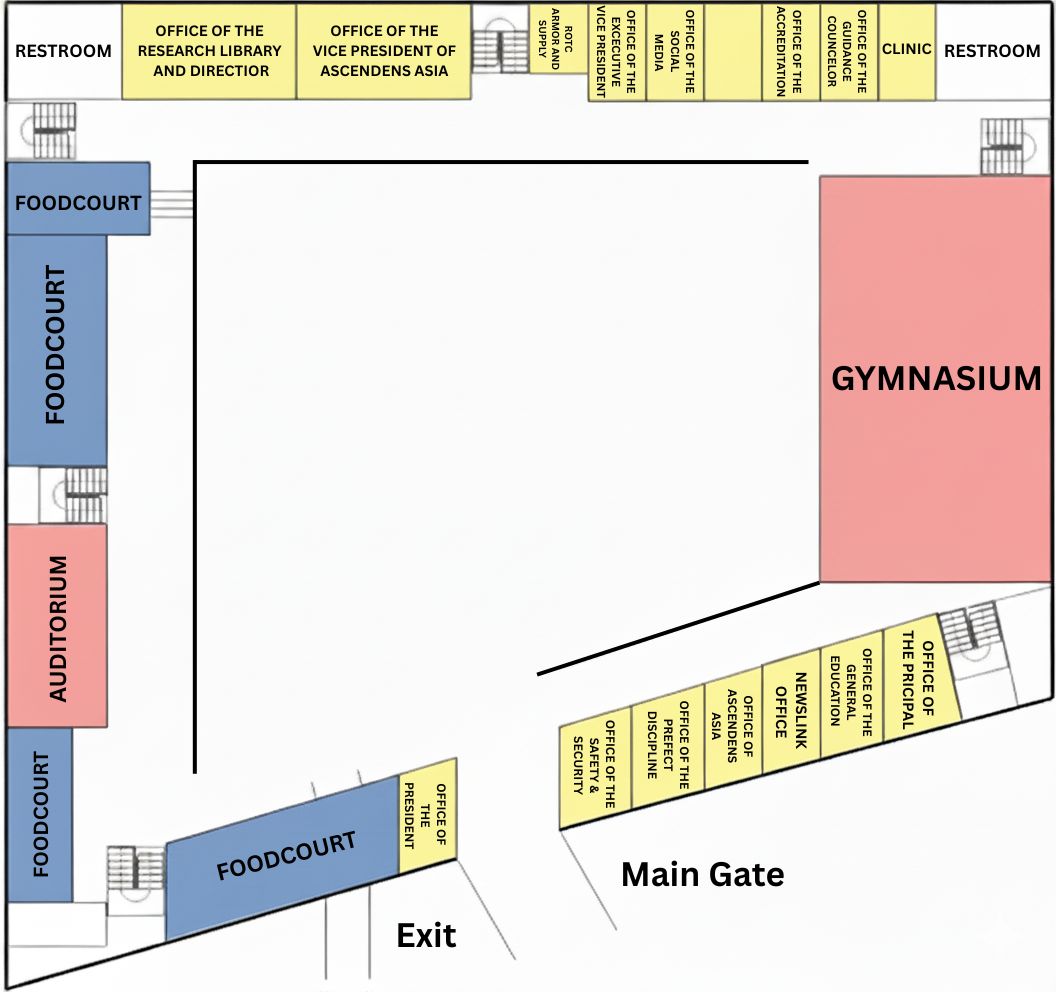 RESTROOM
OFFICE OF THE
RESEARCH LIBRARY
AND DIRECTIOR
OFFICE OF THE
VICE PRESIDENT OF
ASCENDENS ASIA
ROTC
ARMOR AND
SUPPLY
OFFICE OF THE
EXCECUTIVE
VICE PRESIDENT
OFFICE OF THE
SOCIAL
MEDIA
OFFICE OF THE
ACCREDITATION
OFFICE OF THE
GUIDANCE
COUNCELOR
CLINIC
RESTROOM
FOODCOURT
FOODCOURT
GYMNASIUM
AUDITORIUM
FOODCOURT
FOODCOURT
OFFICE OF
THE
PRESIDENT
OFFICE OF THE
SAFETY &
SECURITY
OFFICE OF THE
PREFECT
DISCIPLINE
OFFICE OF
ASCENDENS
ASIA
NEWSLINK
OFFICE
OFFICE OF THE
GENERAL
EDUCATION
OFFICE OF
THE PRICIPAL
Main Gate
Exit